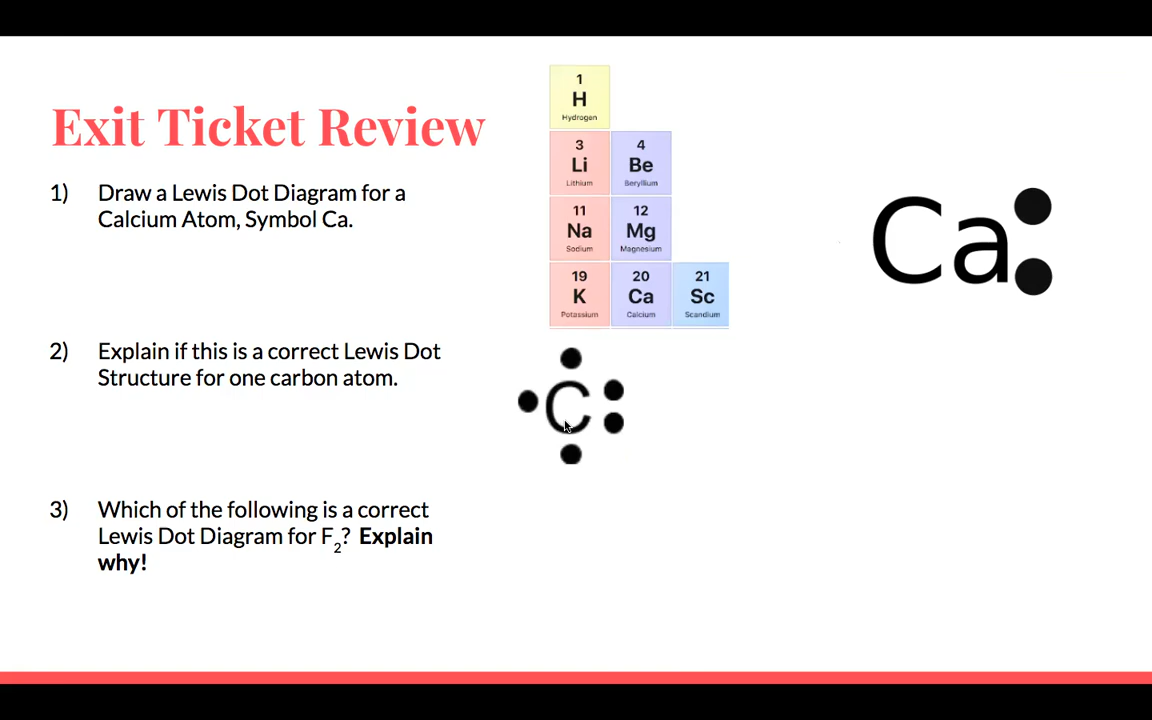 Exit Ticket Review
1) Draw a Lewis Dot Diagram for a
Calcium Atom, Symbol Ca.
2) Explain if this is a correct Lewis Dot
Structure for one carbon atom.
3) Which of the following is a correct
Lewis Dot Diagram for F2? Explain
why!
1
H
Hydrogen
3
Li
Lithium
4
Be
Beryllium
11
Na
Sodium
12
Mg
Magnesium
19
K
Potassium
20
Ca
Calcium
21
Sc
Scandium
Ca
C